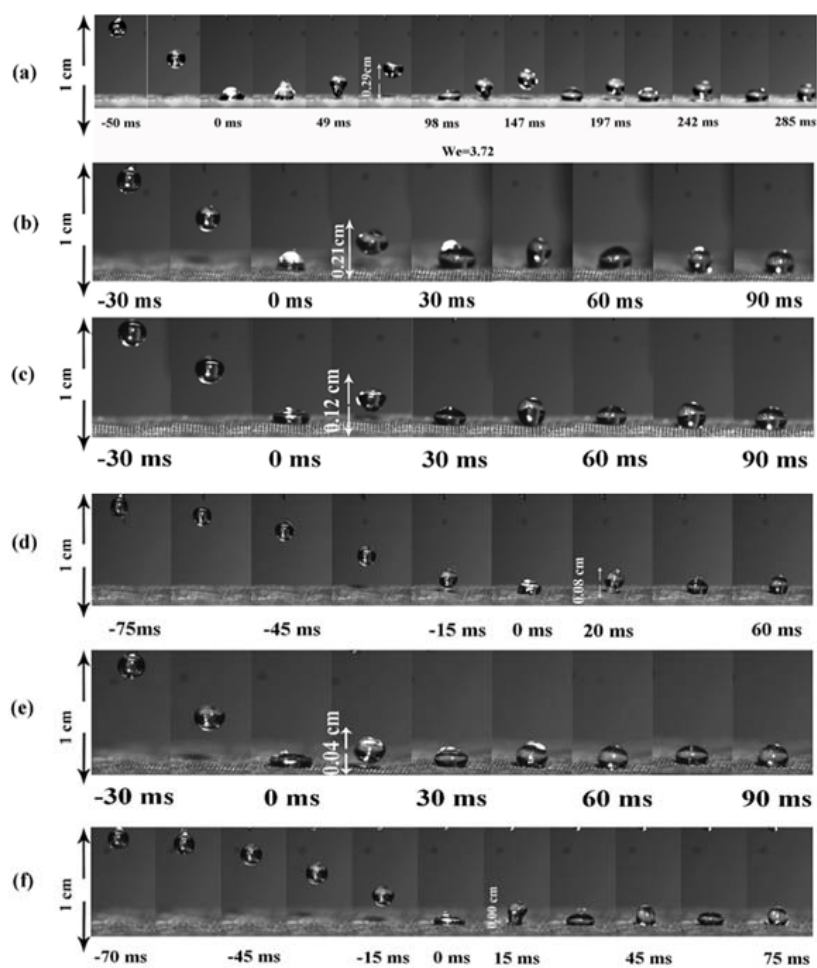 (a)
1 cm
0.29cm
-50 ms 0 ms 49 ms 98 ms 147 ms 197 ms 242 ms 285 ms
We=3.72
(b)
1 cm
0.21cm
-30 ms 0 ms 30 ms 60 ms 90 ms
(c)
1 cm
0.12 cm
-30 ms 0 ms 30 ms 60 ms 90 ms
(d)
1 cm
0.08 cm
-75ms -45 ms -15 ms 0 ms 20 ms 60 ms
(e)
1 cm
0.04 cm
-30 ms 0 ms 30 ms 60 ms 90 ms
(f)
1 cm
0.00 cm
-70 ms -45 ms -15 ms 0 ms 15 ms 45 ms 75 ms